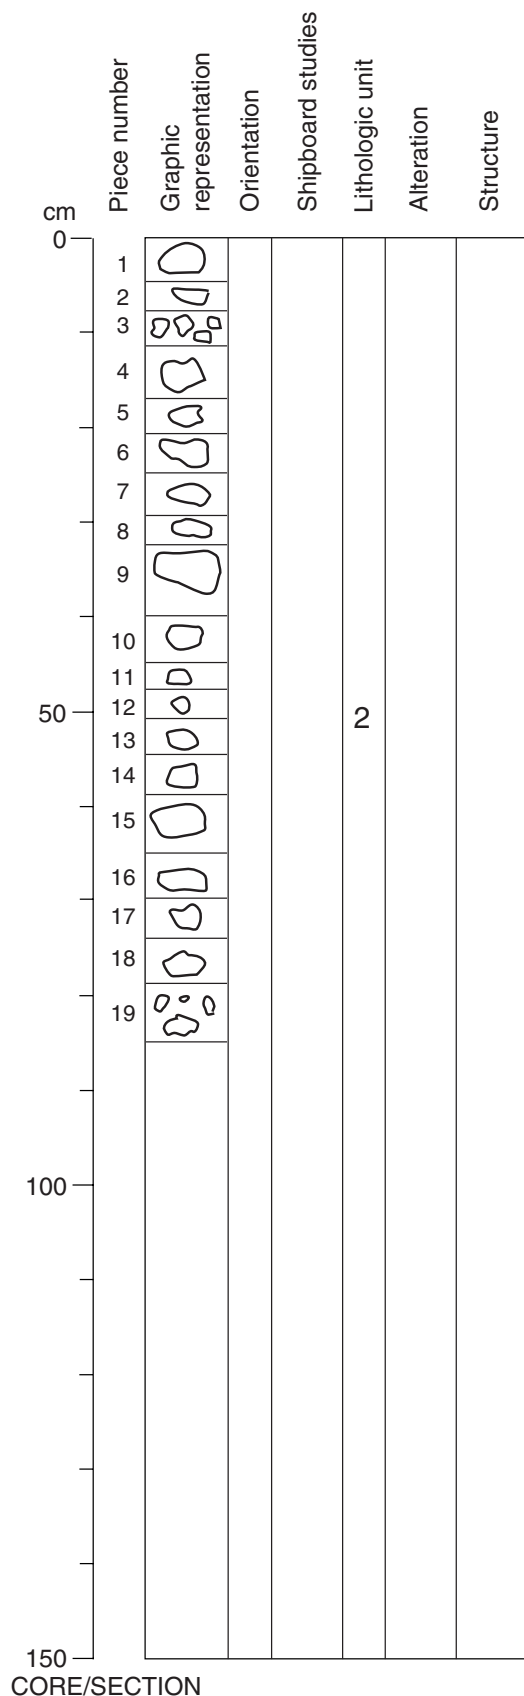 Piece number
Graphic
representation
Orientation
Shipboard studies
Lithologic unit
Alteration
Structure
cm
0
1
2
3
4
5
6
7
8
9
10
11
50
12
2
13
14
15
16
17
18
19
100
150
CORE/SECTION